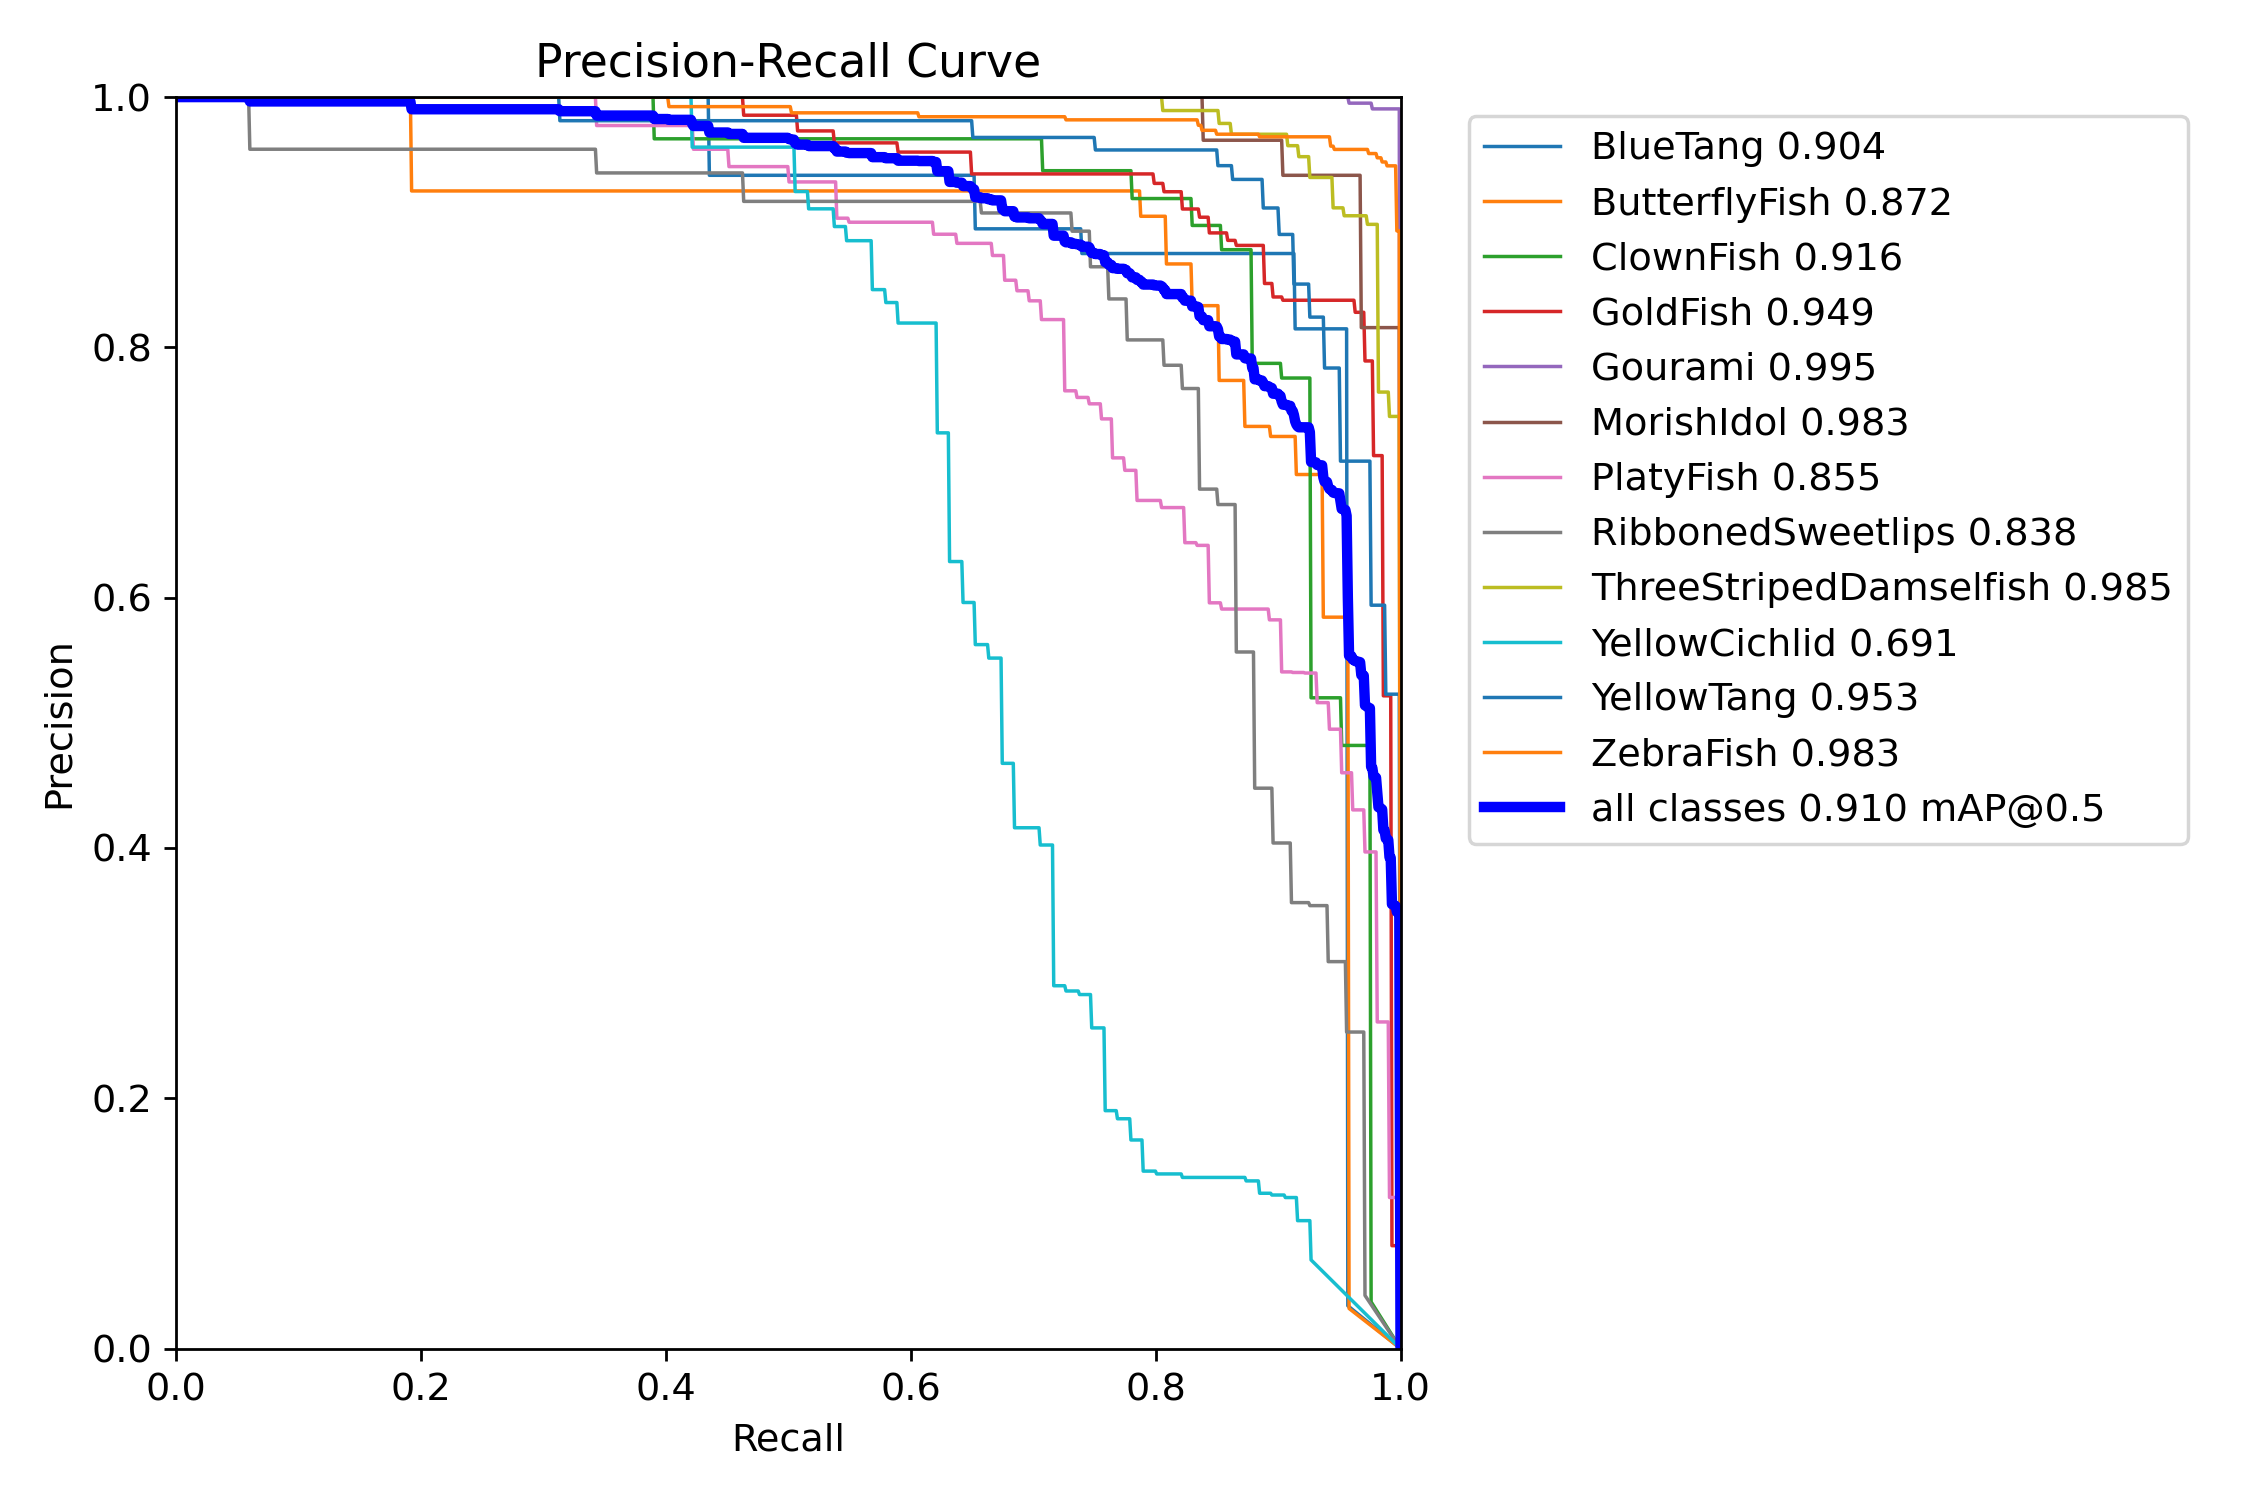 Precision-Recall Curve
1.0
0.8
0.6
0.4
0.2
0.0
Precision
0.0 0.2 0.4 0.6 0.8 1.0
Recall
BlueTang 0.904
ButterflyFish 0.872
ClownFish 0.916
GoldFish 0.949
Gourami 0.995
MorishIdol 0.983
PlatyFish 0.855
RibbonedSweetlips 0.838
ThreeStripedDamselfish 0.985
YellowCichlid 0.691
YellowTang 0.953
ZebraFish 0.983
all classes 0.910 mAP@0.5